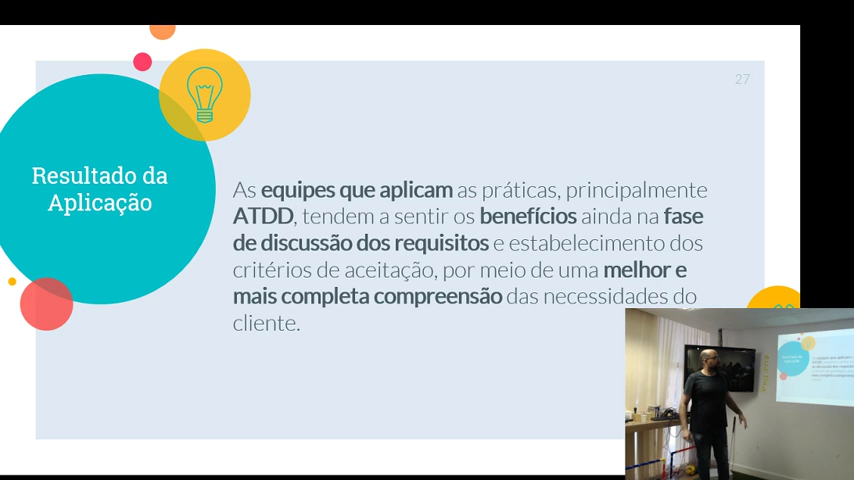 27
Resultado da
Aplicação
As equipes que aplicam as práticas, principalmente
ATDD, tendem a sentir os benefícios ainda na fase
de discussão dos requisitos e estabelecimento dos
critérios de aceitação, por meio de uma melhor e
mais completa compreensão das necessidades do
cliente.